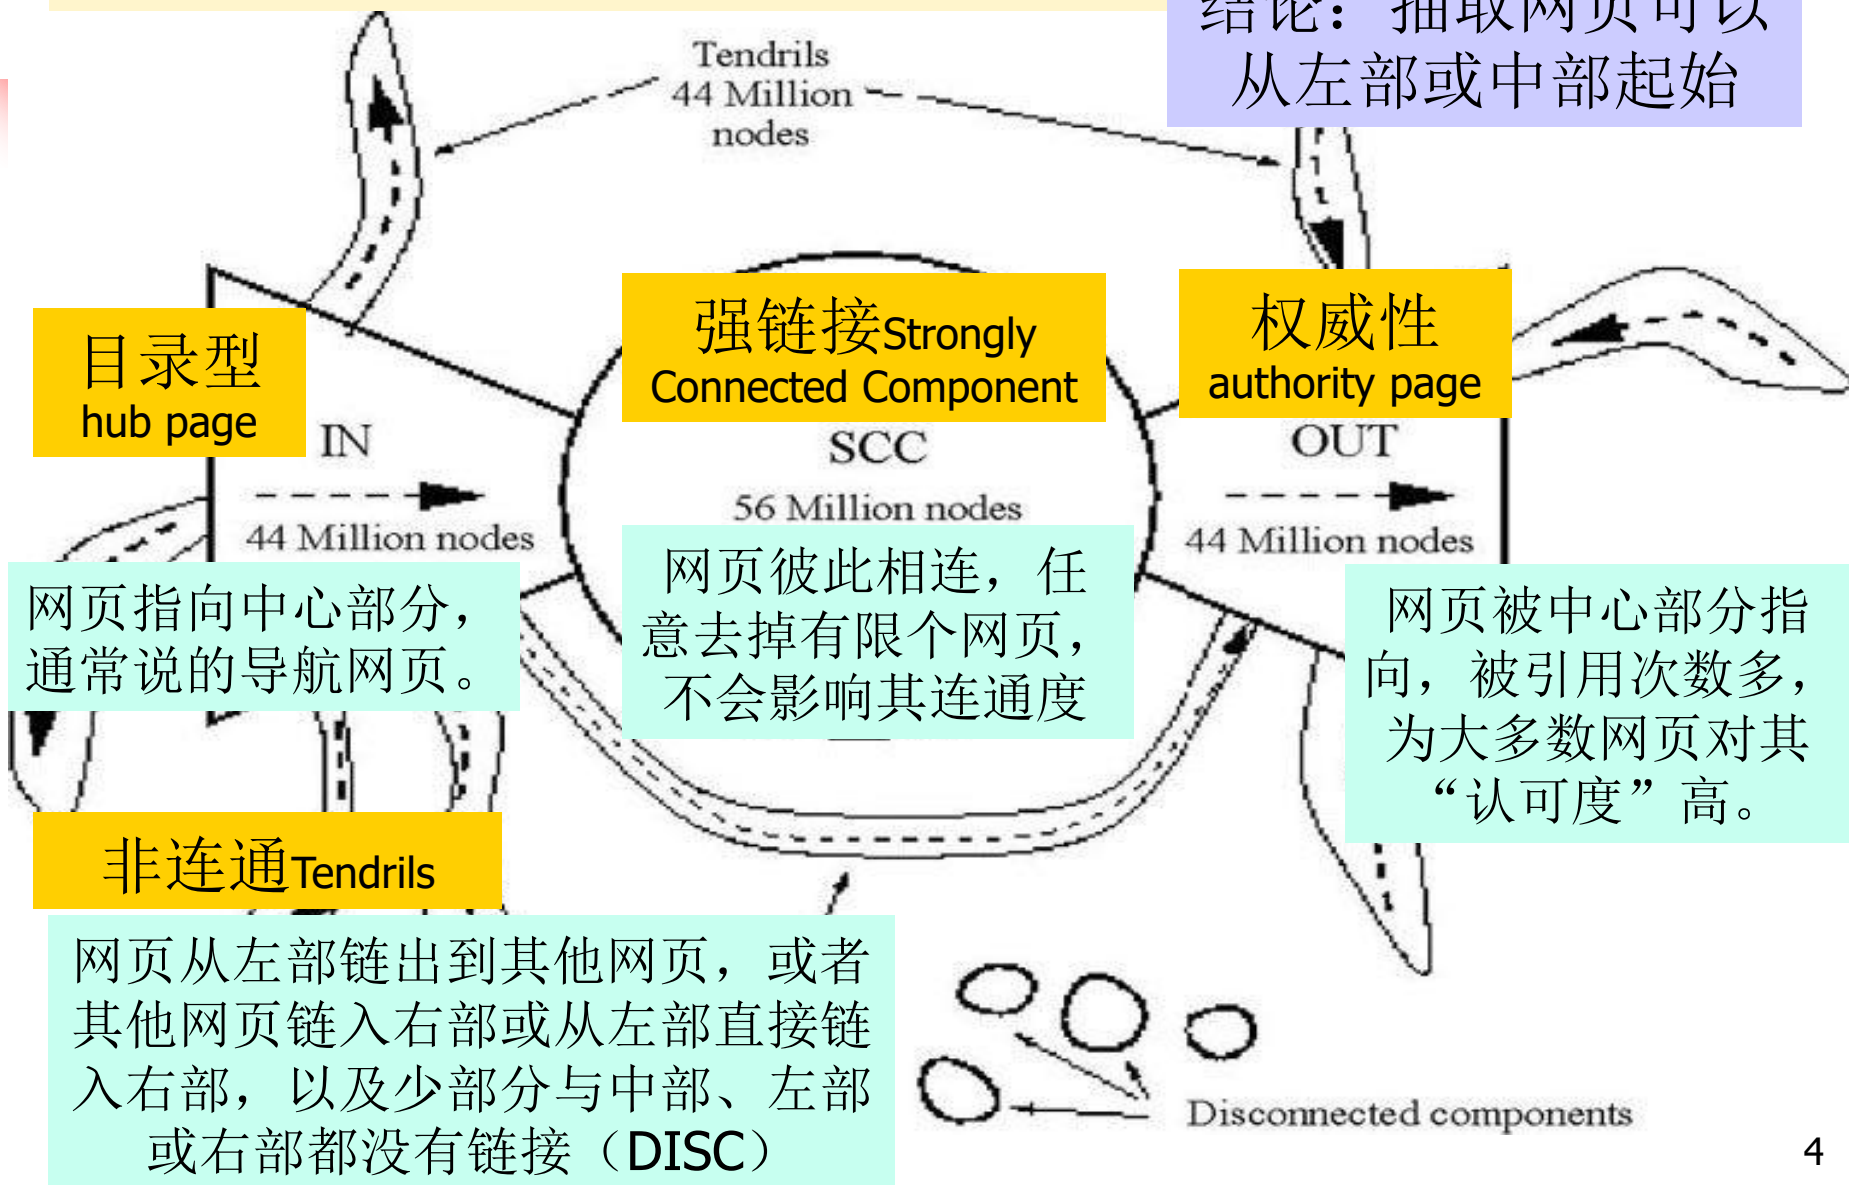 结论：抽取网页可以
从左部或中部起始
Tendrils
44 Million
nodes
强链接Strongly
Connected Component
权威性
authority page
目录型
hub page
IN
SCC
OUT
56 Million nodes
44 Million nodes
44 Million nodes
网页指向中心部分，
通常说的导航网页。
网页彼此相连，任
意去掉有限个网页，
不会影响其连通度
网页被中心部分指
向，被引用次数多，
为大多数网页对其
“认可度”高。
非连通Tendrils
网页从左部链出到其他网页，或者
其他网页链入右部或从左部直接链
入右部，以及少部分与中部、左部
或右部都没有链接（DISC）
Disconnected components
4